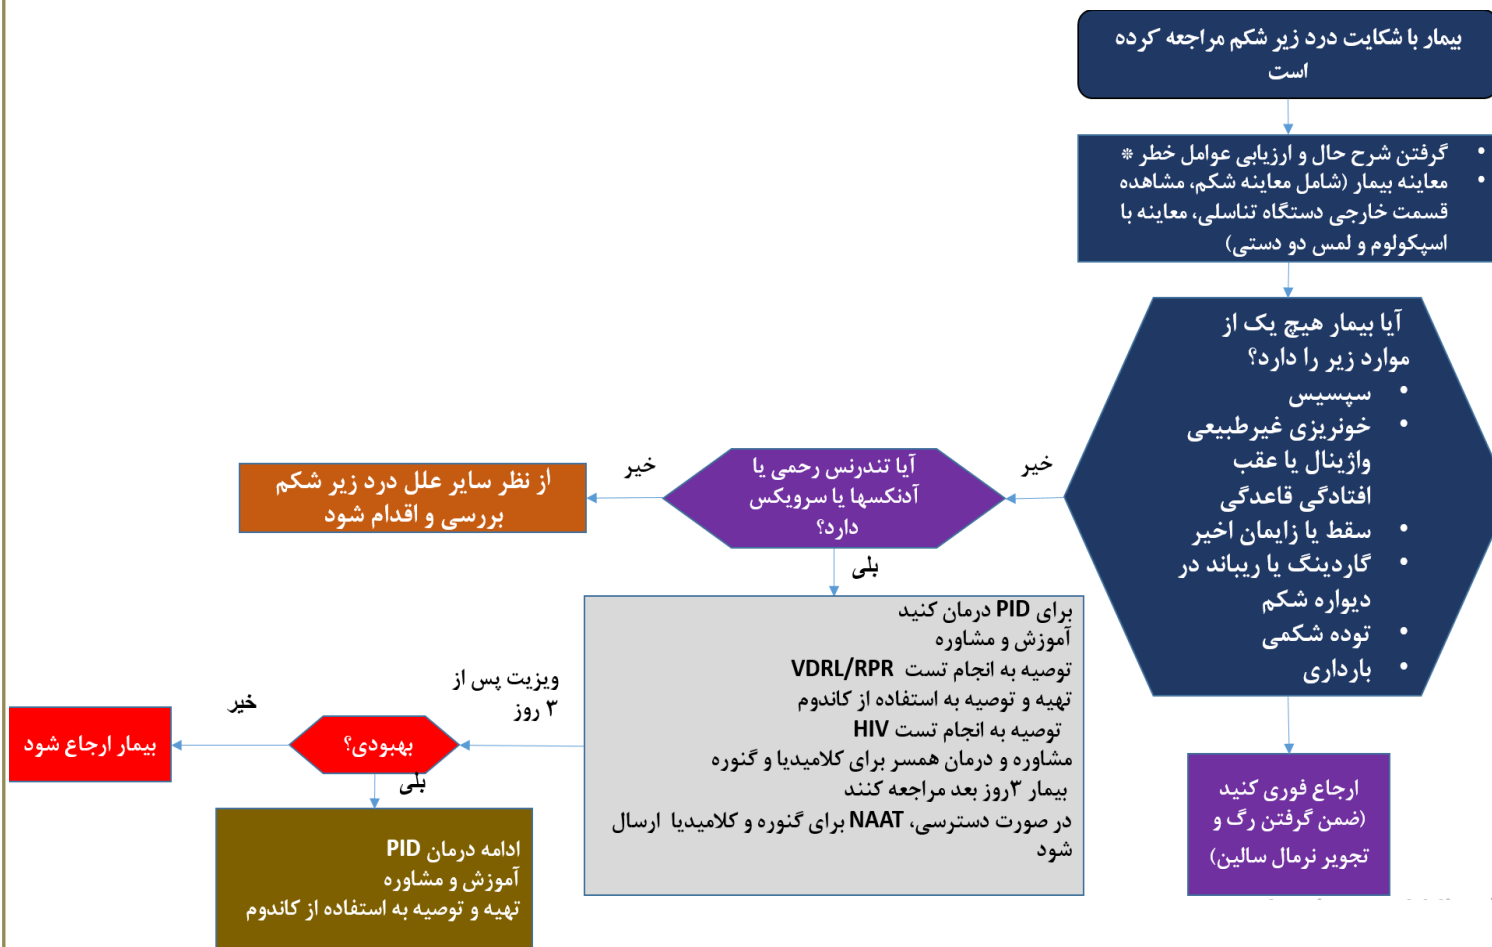 بیمار با شکایت درد زیر شکم مراجعه کرده
است
• گرفتن شرح حال و ارزیابی عوامل خطر *
• معاینه بیمار (شامل معاینه شکم، مشاهده
قسمت خارجی دستگاه تناسلی، معاینه با
اسپکولوم و لمس دو دستی)
آیا بیمار هیچ یک از
موارد زیر را دارد؟
• سپسیس
• خونریزی غیرطبیعی
واژینال یا عقب
افتادگی قاعدگی
• سقط یا زایمان اخیر
• گاردینگ یا ریباند در
دیواره شکم
• توده شکمی
• بارداری
ارجاع فوری کنید
(ضمن گرفتن رگ و
تجویر نرمال سالین)
خیر
آیا تندرنس رحمی یا
آدنکسها یا سرویکس
دارد؟
خیر
از نظر سایر علل درد زیر شکم
بررسی و اقدام شود
بلی
برای PID درمان کنید
آموزش و مشاوره
توصیه به انجام تست VDRL/RPR
تهیه و توصیه به استفاده از کاندوم
توصیه به انجام تست HIV
مشاوره و درمان همسر برای کلامیدیا و گنوره
بیمار ۳روز بعد مراجعه کنند
در صورت دسترسی، NAAT برای گنوره و کلامیدیا ارسال
شود
ویزیت پس از
۳ روز
بهبودی؟
خیر
بیمار ارجاع شود
بلی
ادامه درمان PID
آموزش و مشاوره
تهیه و توصیه به استفاده از کاندوم